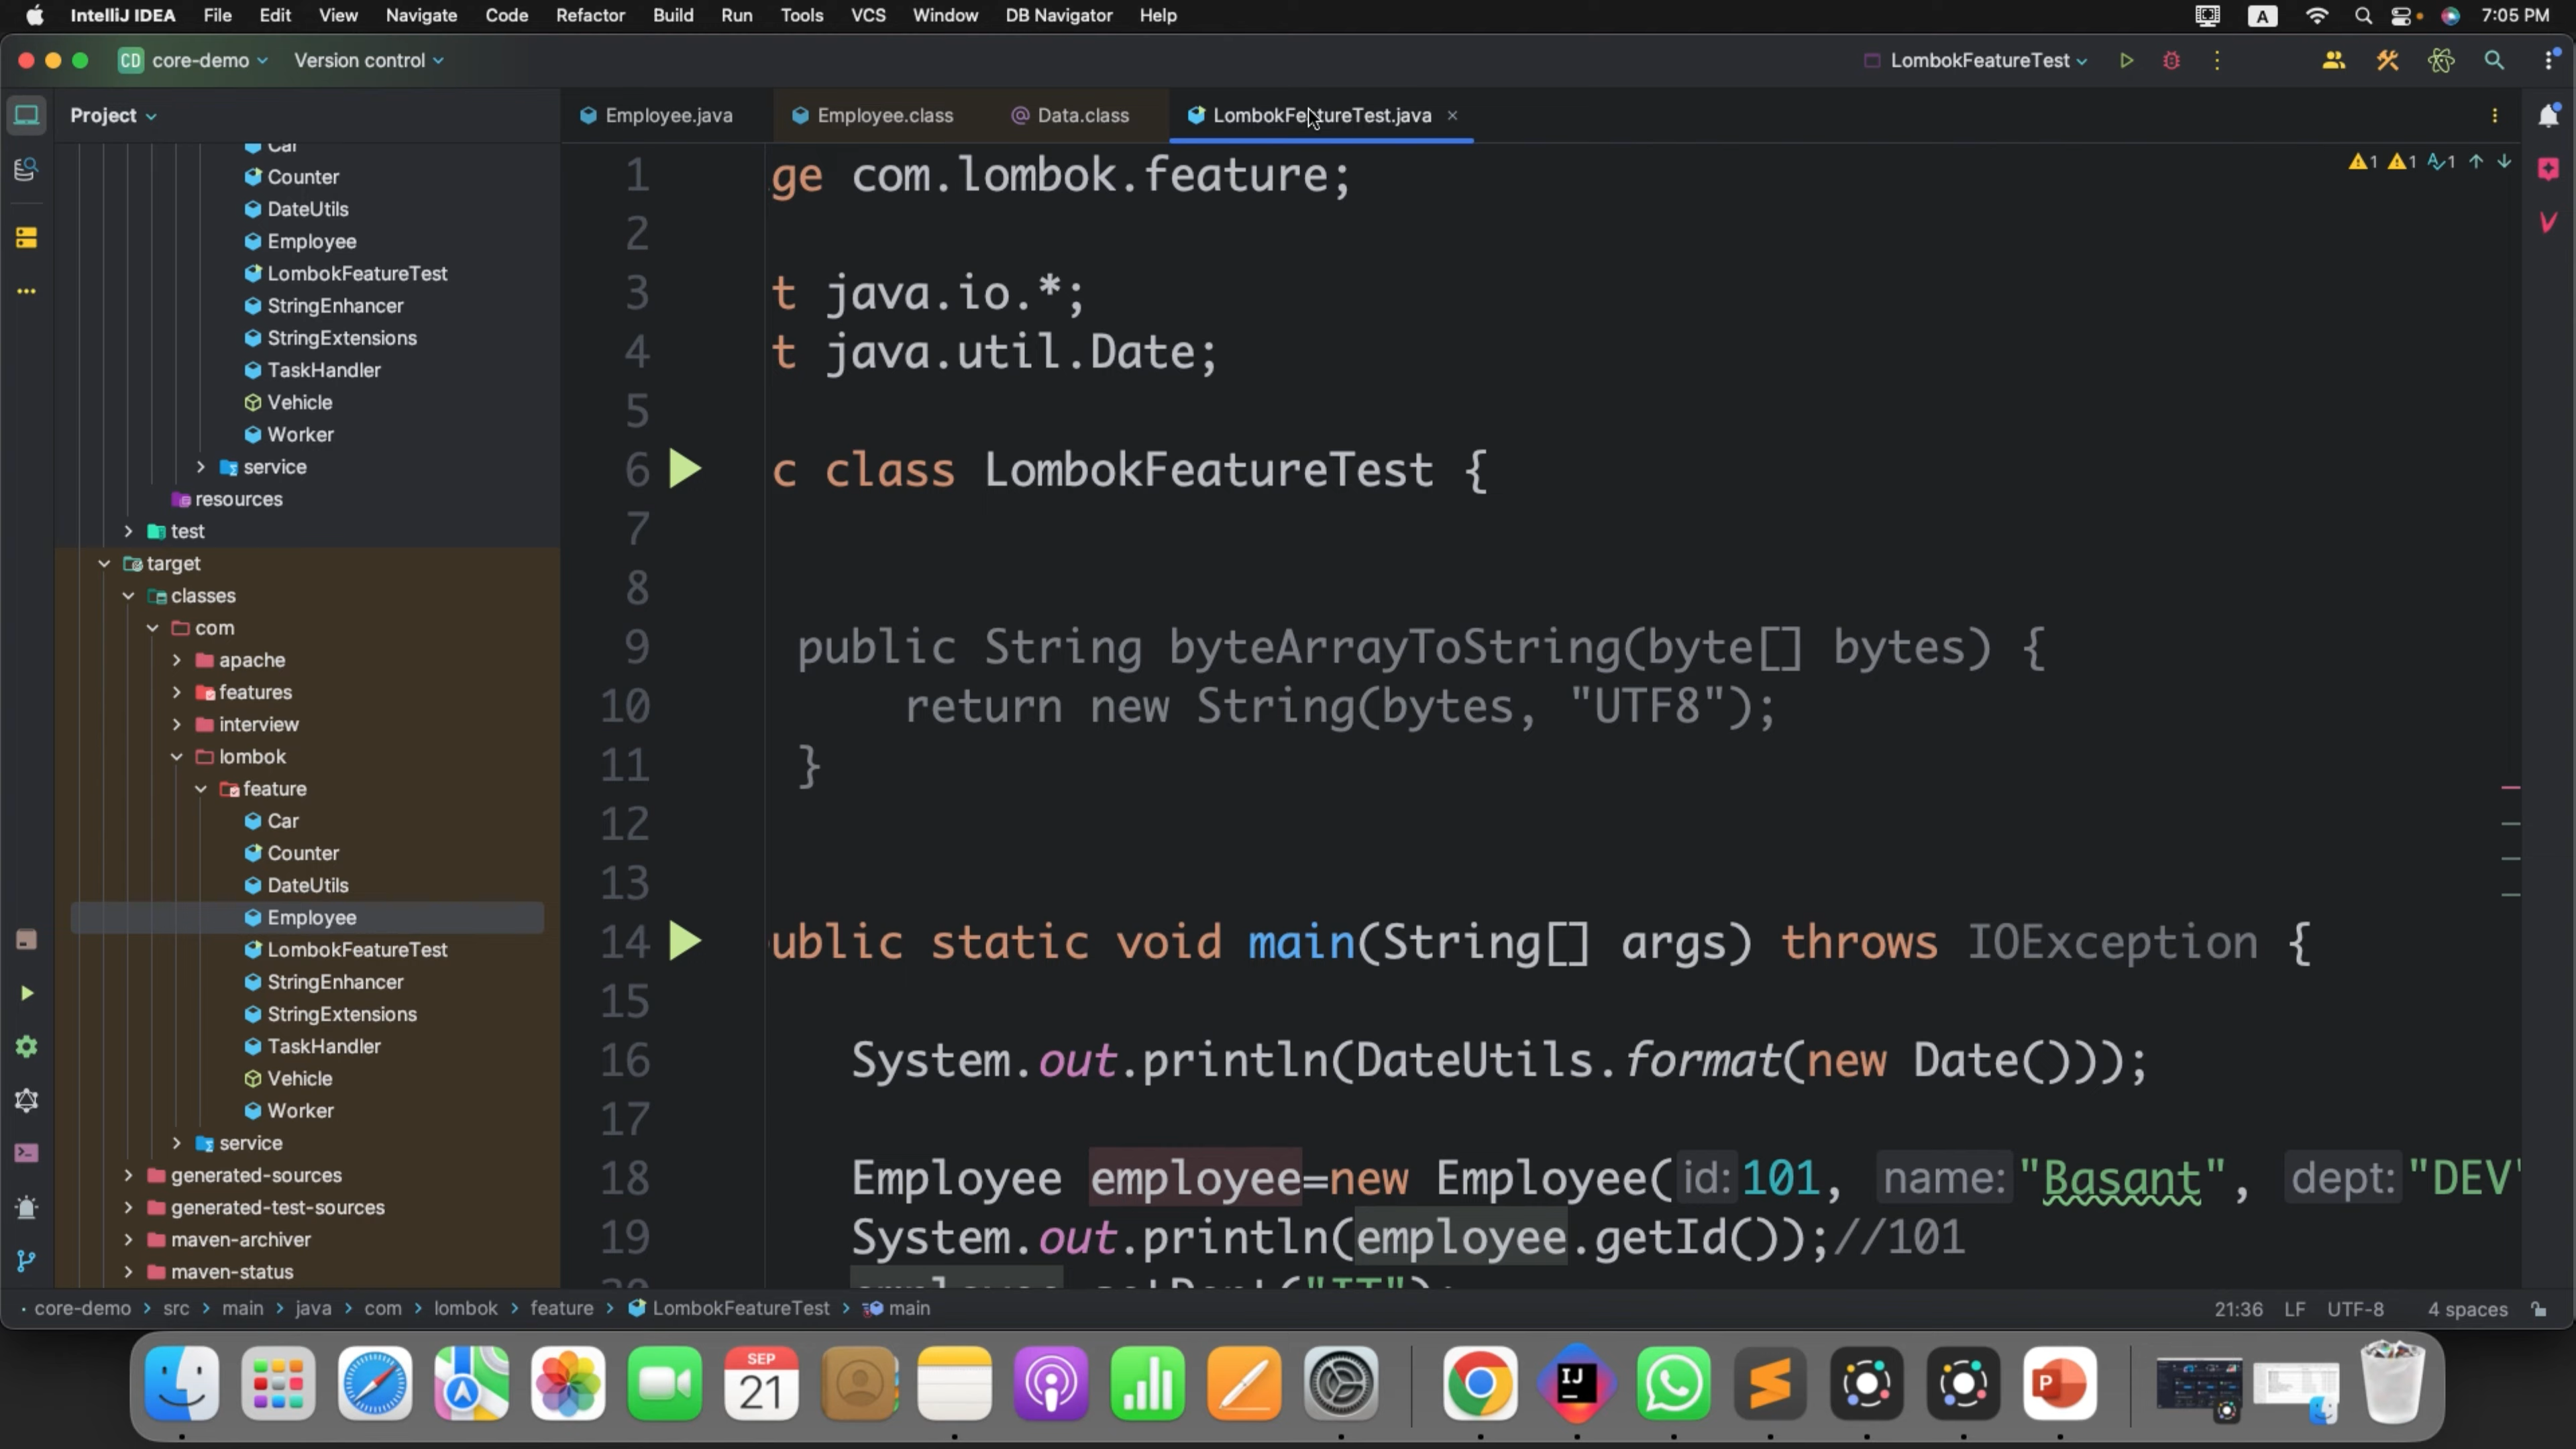 IntelliJ IDEA File Edit View Navigate Code Refactor Build Run Tools VCS Window DB Navigator Help A 7:05 PM
CD core-demo Version control LombokFeatureTest
Project Employee.java Employee.class Data.class LombokFeatureTest.java
1 1 1
Car
Counter
DateUtils
Employee
LombokFeatureTest
StringEnhancer
StringExtensions
TaskHandler
Vehicle
Worker
service
resources
test
target
classes
com
apache
features
interview
lombok
feature
Car
Counter
DateUtils
Employee
LombokFeatureTest
StringEnhancer
StringExtensions
TaskHandler
Vehicle
Worker
service
generated-sources
generated-test-sources
maven-archiver
maven-status
1 ge com.lombok.feature;
2
3 t java.io.*;
4 t java.util.Date;
5
6 c class LombokFeatureTest {
7
8
9 public String byteArrayToString(byte[] bytes) {
10 return new String(bytes, "UTF8");
11 }
12
13
14 ublic static void main(String[] args) throws IOException {
15
16 System.out.println(DateUtils.format(new Date()));
17
18 Employee employee=new Employee( id: 101, name: "Basant", dept: "DEV"
19 System.out.println(employee.getId());//101
core-demo > src > main > java > com > lombok > feature > LombokFeatureTest > main 21:36 LF UTF-8 4 spaces
SEP
21
IJ
P